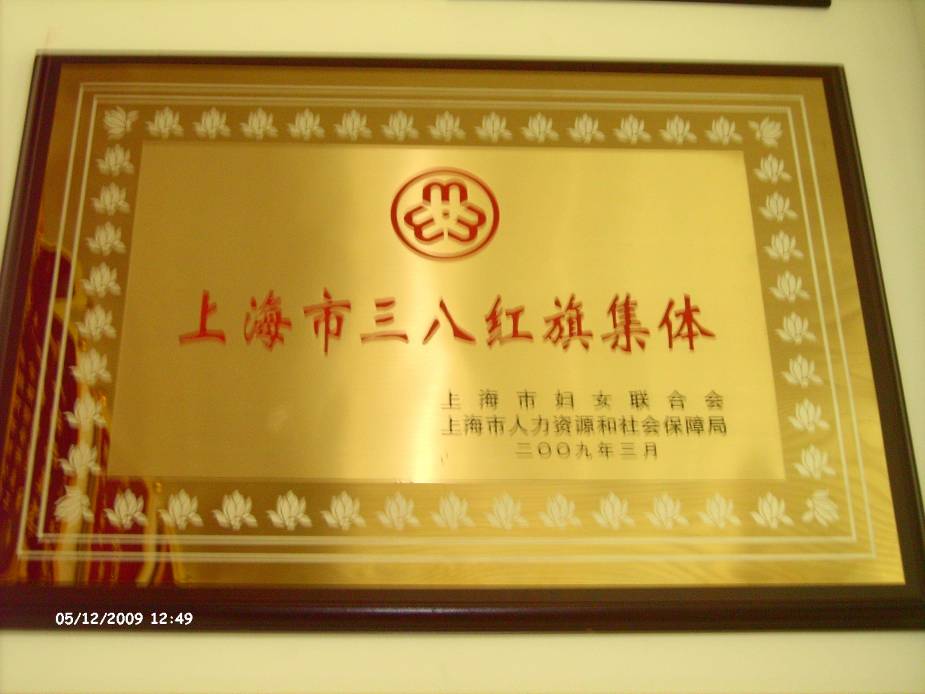 上海市三八红旗集体
上海市妇女联合会
上海市人力资源和社会保障局
二〇〇九年三月
05/12/2009 12:49